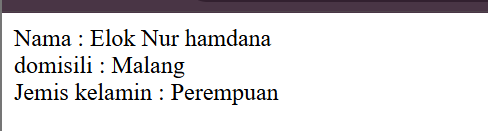 Nama : Elok Nur hamdana
domisili : Malang
Jemis kelamin : Perempuan